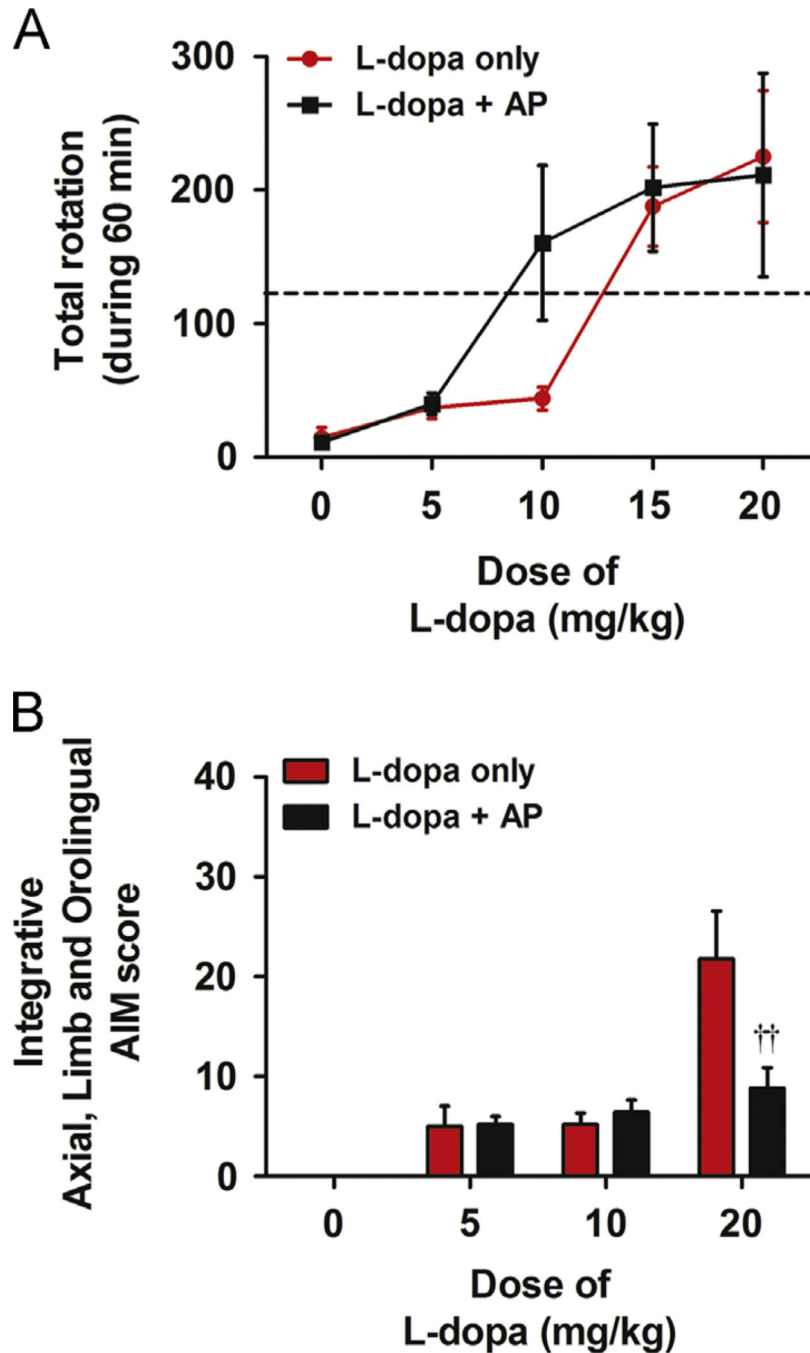 A
L-dopa only
L-dopa + AP
Total rotation
(during 60 min)
300
200
100
0
0 5 10 15 20
Dose of
L-dopa (mg/kg)
B
L-dopa only
L-dopa + AP
Integrative
Axial, Limb and Orolingual
AIM score
40
30
20
10
0
††
0 5 10 20
Dose of
L-dopa (mg/kg)